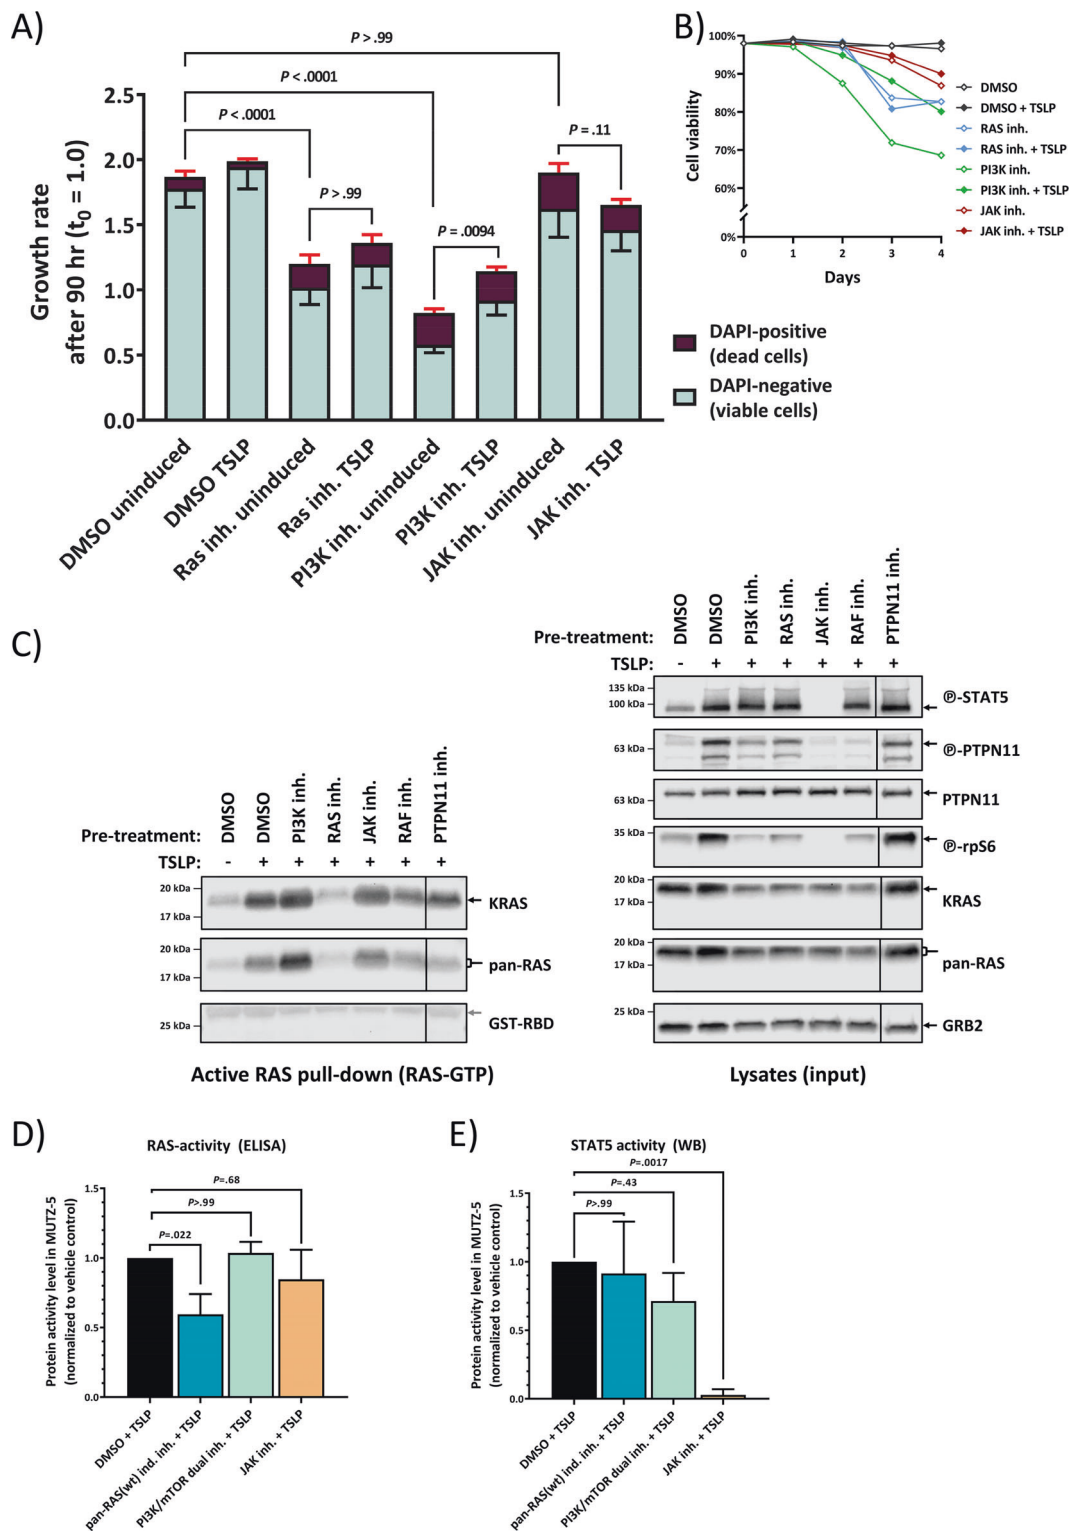 A)
P > .99
P < .0001
P < .0001
P > .99
P = .0094
P = .11
2.5
2.0
1.5
1.0
0.5
0.0
Growth rate
after 90 hr (t0 = 1.0)
DMSO uninduced
DMSO TSLP
Ras inh. uninduced
Ras inh. TSLP
PI3K inh. uninduced
PI3K inh. TSLP
JAK inh. uninduced
JAK inh. TSLP
DAPI-positive
(dead cells)
DAPI-negative
(viable cells)
B)
100%
90%
80%
70%
60%
0%
Cell viability
0 1 2 3 4
Days
DMSO
DMSO + TSLP
RAS inh.
RAS inh. + TSLP
PI3K inh.
PI3K inh. + TSLP
JAK inh.
JAK inh. + TSLP
C)
Pre-treatment:
DMSO
DMSO
PI3K inh.
RAS inh.
JAK inh.
RAF inh.
PTPN11 inh.
TSLP: - + + + + + +
20 kDa
17 kDa
KRAS
20 kDa
17 kDa
pan-RAS
25 kDa
GST-RBD
Active RAS pull-down (RAS-GTP)
Pre-treatment:
DMSO
DMSO
PI3K inh.
RAS inh.
JAK inh.
RAF inh.
PTPN11 inh.
TSLP: - + + + + + +
135 kDa
100 kDa
Ⓟ-STAT5
63 kDa
Ⓟ-PTPN11
63 kDa
PTPN11
35 kDa
Ⓟ-rpS6
20 kDa
17 kDa
KRAS
20 kDa
17 kDa
pan-RAS
25 kDa
GRB2
Lysates (input)
D)
RAS-activity (ELISA)
P=.68
P>.99
P=.022
1.5
1.0
0.5
0.0
Protein activity level in MUTZ-5
(normalized to vehicle control)
DMSO + TSLP
pan-RAS(wt) ind. inh. + TSLP
PI3K/mTOR dual inh. + TSLP
JAK inh. + TSLP
E)
STAT5 activity (WB)
P=.0017
P=.43
P>.99
1.5
1.0
0.5
0.0
Protein activity level in MUTZ-5
(normalized to vehicle control)
DMSO + TSLP
pan-RAS(wt) ind. inh. + TSLP
PI3K/mTOR dual inh. + TSLP
JAK inh. + TSLP